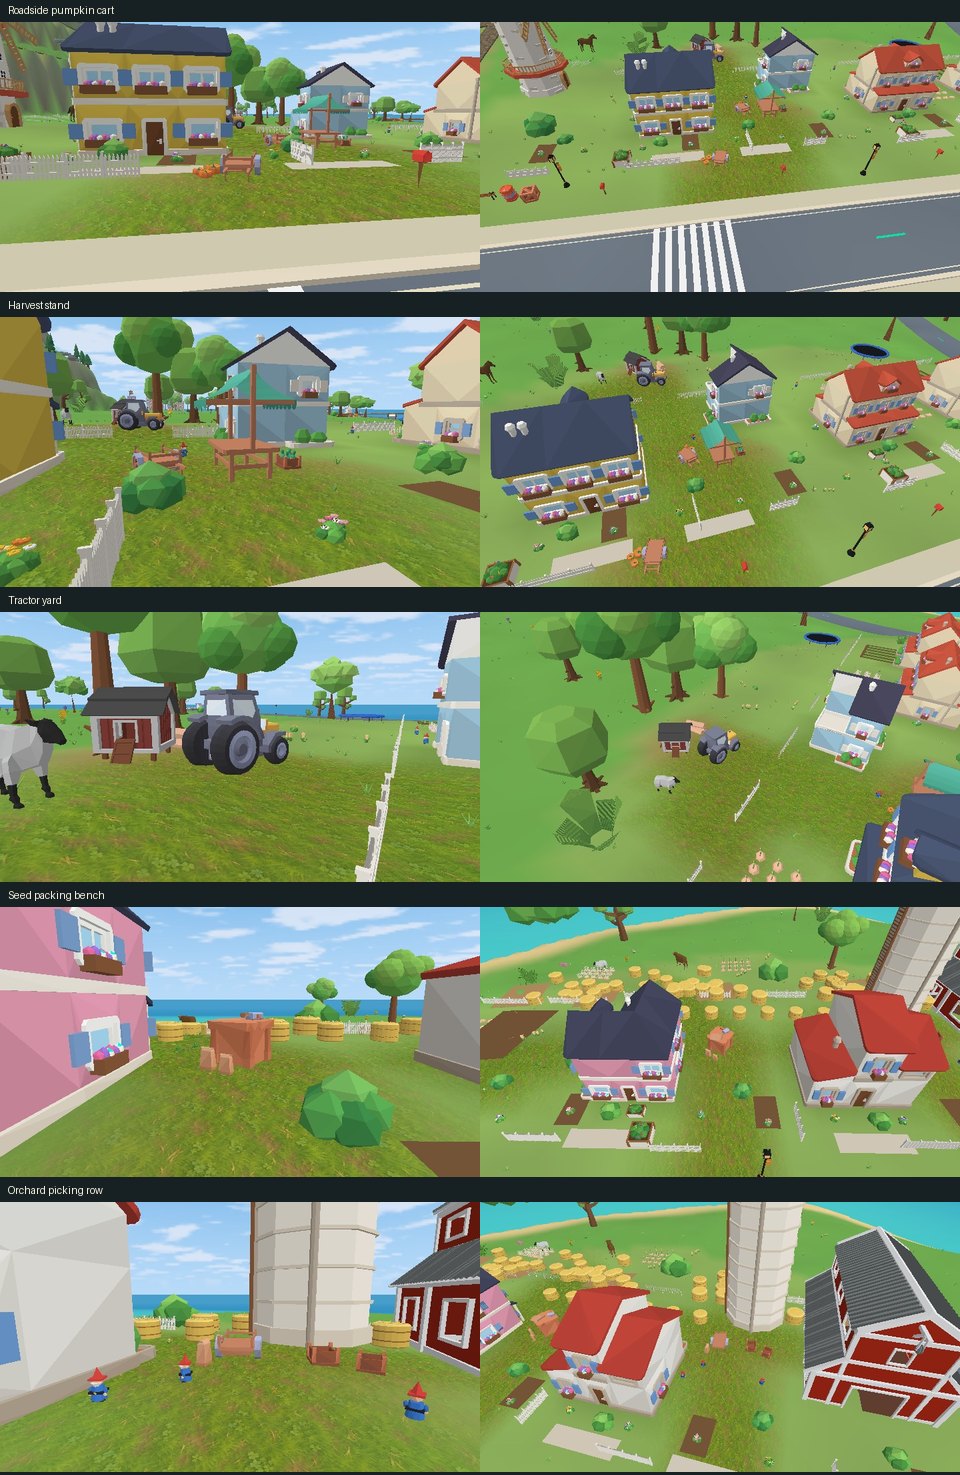 Roadside pumpkin cart
Harvest stand
Tractor yard
Seed packing bench
Orchard picking row